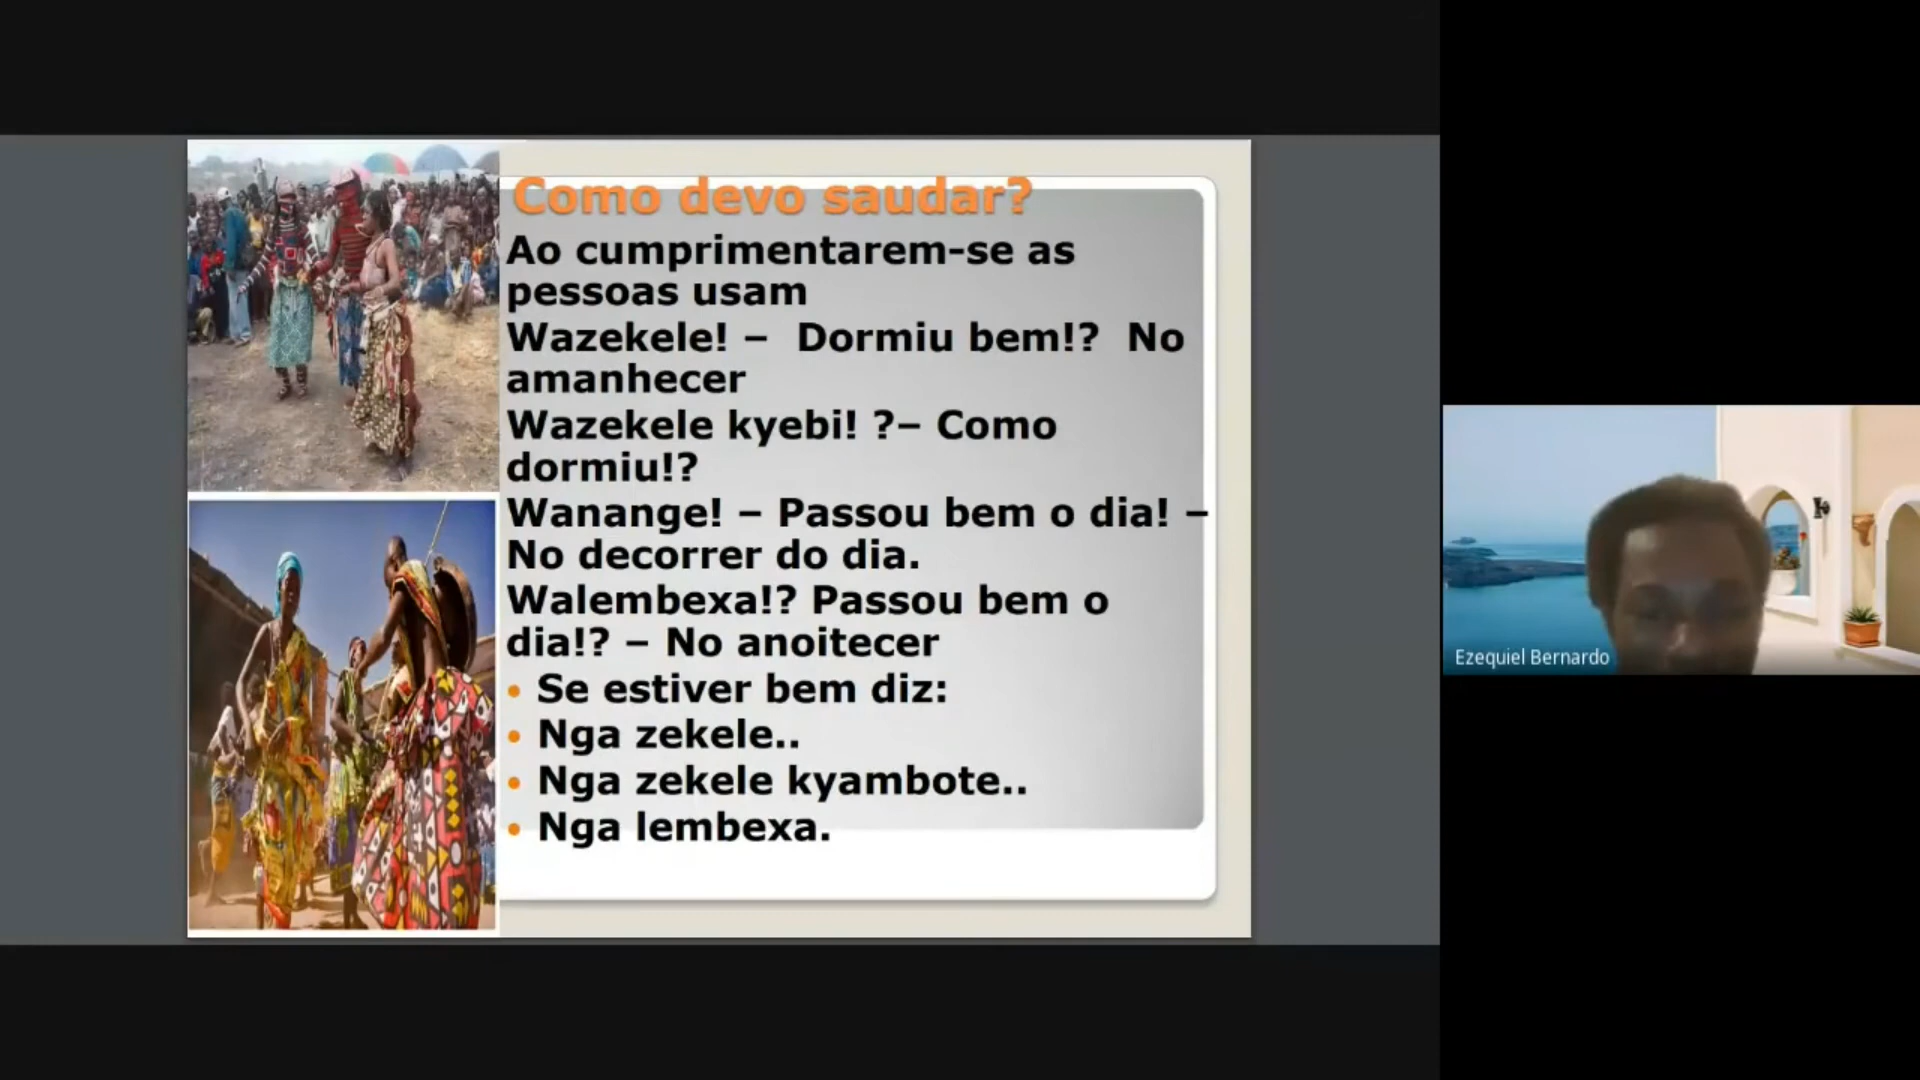 Como devo saudar?
Ao cumprimentarem-se as
pessoas usam
Wazekele! – Dormiu bem!? No
amanhecer
Wazekele kyebi! ?– Como
dormiu!?
Wanange! – Passou bem o dia! –
No decorrer do dia.
Walembexa!? Passou bem o
dia!? – No anoitecer
• Se estiver bem diz:
• Nga zekele..
• Nga zekele kyambote..
• Nga lembexa.
Ezequiel Bernardo